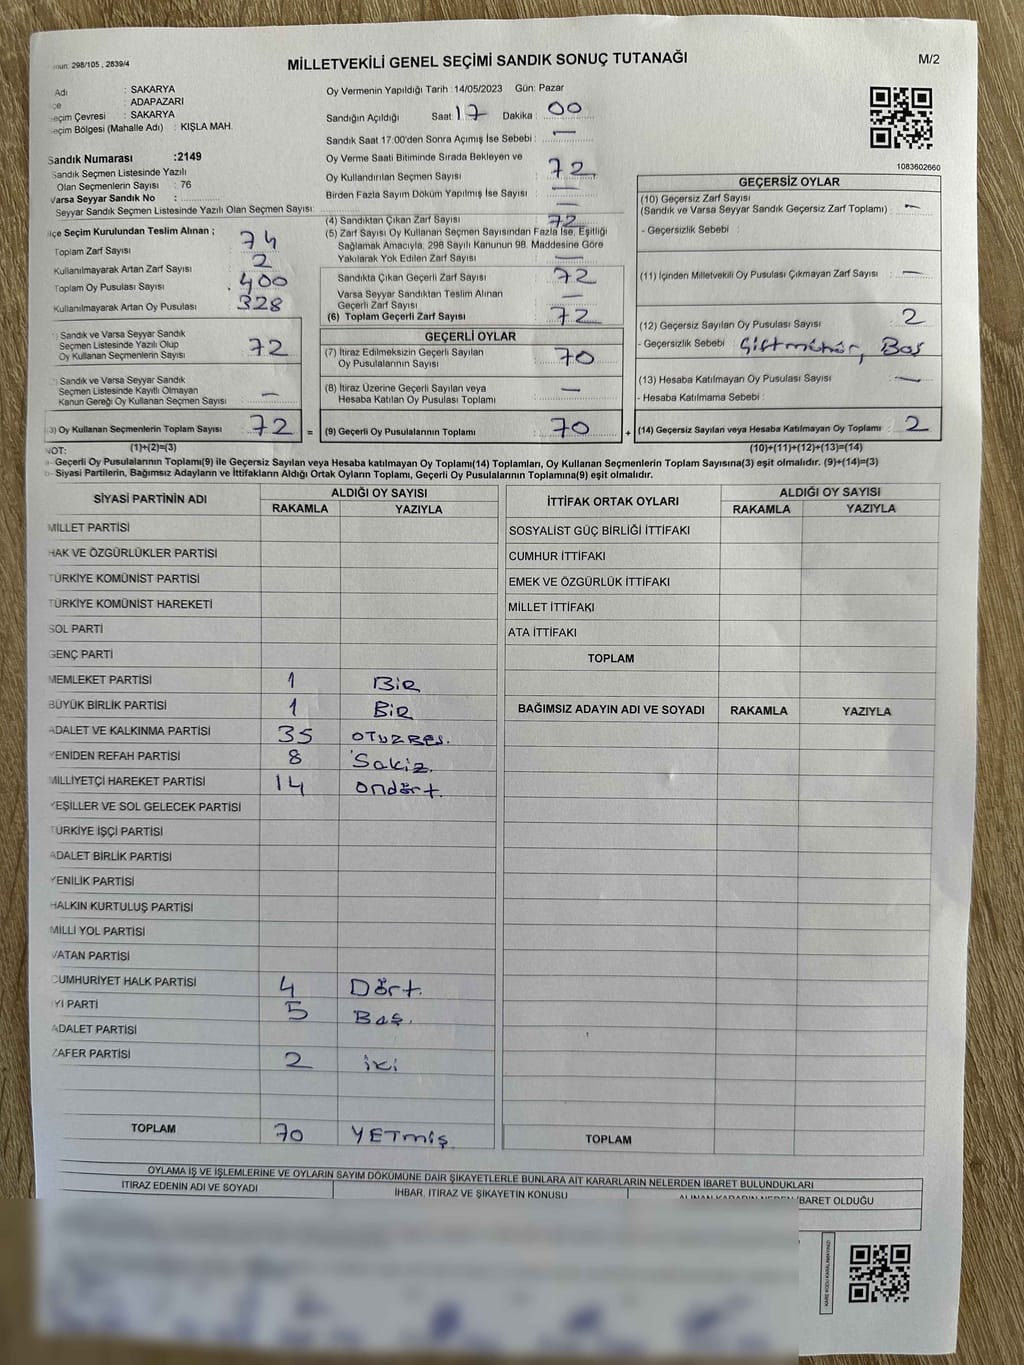 nun: 298/105 , 2839/4
MİLLETVEKİLİ GENEL SEÇİMİ SANDIK SONUÇ TUTANAĞI
M/2
Adı : SAKARYA
çe : ADAPAZARI
eçim Çevresi : SAKARYA
eçim Bölgesi (Mahalle Adı) : KIŞLA MAH.
Sandık Numarası :2149
Sandık Seçmen Listesinde Yazılı
Olan Seçmenlerin Sayısı : 76
Varsa Seyyar Sandık No :
Seyyar Sandık Seçmen Listesinde Yazılı Olan Seçmen Sayısı:
lçe Seçim Kurulundan Teslim Alınan ;
Toplam Zarf Sayısı 74
Kullanılmayarak Artan Zarf Sayısı 2
Toplam Oy Pusulası Sayısı . 400
Kullanılmayarak Artan Oy Pusulası 328
) Sandık ve Varsa Seyyar Sandık
Seçmen Listesinde Yazılı Olup
Oy Kullanan Seçmenlerin Sayısı 72
) Sandık ve Varsa Seyyar Sandık
Seçmen Listesinde Kayıtlı Olmayan
Kanun Gereği Oy Kullanan Seçmen Sayısı —
3) Oy Kullanan Seçmenlerin Toplam Sayısı 72 =
(1)+(2)=(3)
Oy Vermenin Yapıldığı Tarih :14/05/2023 Gün: Pazar
Sandığın Açıldığı Saat: 17 Dakika : 00
Sandık Saat 17:00'den Sonra Açımış İse Sebebi : —
Oy Verme Saati Bitiminde Sırada Bekleyen ve
Oy Kullandırılan Seçmen Sayısı : 72
Birden Fazla Sayım Döküm Yapılmış İse Sayısı : —
(4) Sandıktan Çıkan Zarf Sayısı : 72
(5) Zarf Sayısı Oy Kullanan Seçmen Sayısından Fazla İse, Eşitliği
Sağlamak Amacıyla, 298 Sayılı Kanunun 98. Maddesine Göre
Yakılarak Yok Edilen Zarf Sayısı : —
Sandıkta Çıkan Geçerli Zarf Sayısı : 72
Varsa Seyyar Sandıktan Teslim Alınan
Geçerli Zarf Sayısı : —
(6) Toplam Geçerli Zarf Sayısı : 72
GEÇERLİ OYLAR
(7) İtiraz Edilmeksizin Geçerli Sayılan
Oy Pusulalarının Sayısı : 70
(8) İtiraz Üzerine Geçerli Sayılan veya
Hesaba Katılan Oy Pusulası Toplamı : —
(9) Geçerli Oy Pusulalarının Toplamı : 70 +
1083602660
GEÇERSİZ OYLAR
(10) Geçersiz Zarf Sayısı
(Sandık ve Varsa Seyyar Sandık Geçersiz Zarf Toplamı) : —
- Geçersizlik Sebebi :
(11) İçinden Milletvekili Oy Pusulası Çıkmayan Zarf Sayısı : —
(12) Geçersiz Sayılan Oy Pusulası Sayısı : 2
- Geçersizlik Sebebi : Çiftmühür, Boş
(13) Hesaba Katılmayan Oy Pusulası Sayısı : —
- Hesaba Katılmama Sebebi :
(14) Geçersiz Sayılan veya Hesaba Katılmayan Oy Toplamı : 2
(10)+(11)+(12)+(13)=(14)
NOT:
a- Geçerli Oy Pusulalarının Toplamı(9) ile Geçersiz Sayılan veya Hesaba katılmayan Oy Toplamı(14) Toplamları, Oy Kullanan Seçmenlerin Toplam Sayısına(3) eşit olmalıdır. (9)+(14)=(3)
b- Siyasi Partilerin, Bağımsız Adayların ve İttifakların Aldığı Ortak Oyların Toplamı, Geçerli Oy Pusulalarının Toplamına(9) eşit olmalıdır.
SİYASİ PARTİNİN ADI ALDIĞI OY SAYISI
RAKAMLA YAZIYLA
MİLLET PARTİSİ
HAK VE ÖZGÜRLÜKLER PARTİSİ
TÜRKİYE KOMÜNİST PARTİSİ
TÜRKİYE KOMÜNİST HAREKETİ
SOL PARTİ
GENÇ PARTİ
MEMLEKET PARTİSİ 1 Bir
BÜYÜK BİRLİK PARTİSİ 1 Bir
ADALET VE KALKINMA PARTİSİ 35 OTUZBEŞ.
YENİDEN REFAH PARTİSİ 8 Sakiz.
MİLLİYETÇİ HAREKET PARTİSİ 14 ondört.
YEŞİLLER VE SOL GELECEK PARTİSİ
TÜRKİYE İŞÇİ PARTİSİ
ADALET BİRLİK PARTİSİ
YENİLİK PARTİSİ
HALKIN KURTULUŞ PARTİSİ
MİLLİ YOL PARTİSİ
VATAN PARTİSİ
CUMHURİYET HALK PARTİSİ 4 Dört.
İYİ PARTİ 5 Baş.
ADALET PARTİSİ
ZAFER PARTİSİ 2 iki
TOPLAM 70 YETmiş
İTTİFAK ORTAK OYLARI ALDIĞI OY SAYISI
RAKAMLA YAZIYLA
SOSYALİST GÜÇ BİRLİĞİ İTTİFAKI
CUMHUR İTTİFAKI
EMEK VE ÖZGÜRLÜK İTTİFAKI
MİLLET İTTİFAKI
ATA İTTİFAKI
TOPLAM
BAĞIMSIZ ADAYIN ADI VE SOYADI RAKAMLA YAZIYLA
TOPLAM
OYLAMA İŞ VE İŞLEMLERİNE VE OYLARIN SAYIM DÖKÜMÜNE DAİR ŞİKAYETLERLE BUNLARA AİT KARARLARIN NELERDEN İBARET BULUNDUKLARI
İTİRAZ EDENİN ADI VE SOYADI
İHBAR, İTİRAZ VE ŞİKAYETİN KONUSU
ALINAN KARARIN NEDEN İBARET OLDUĞU